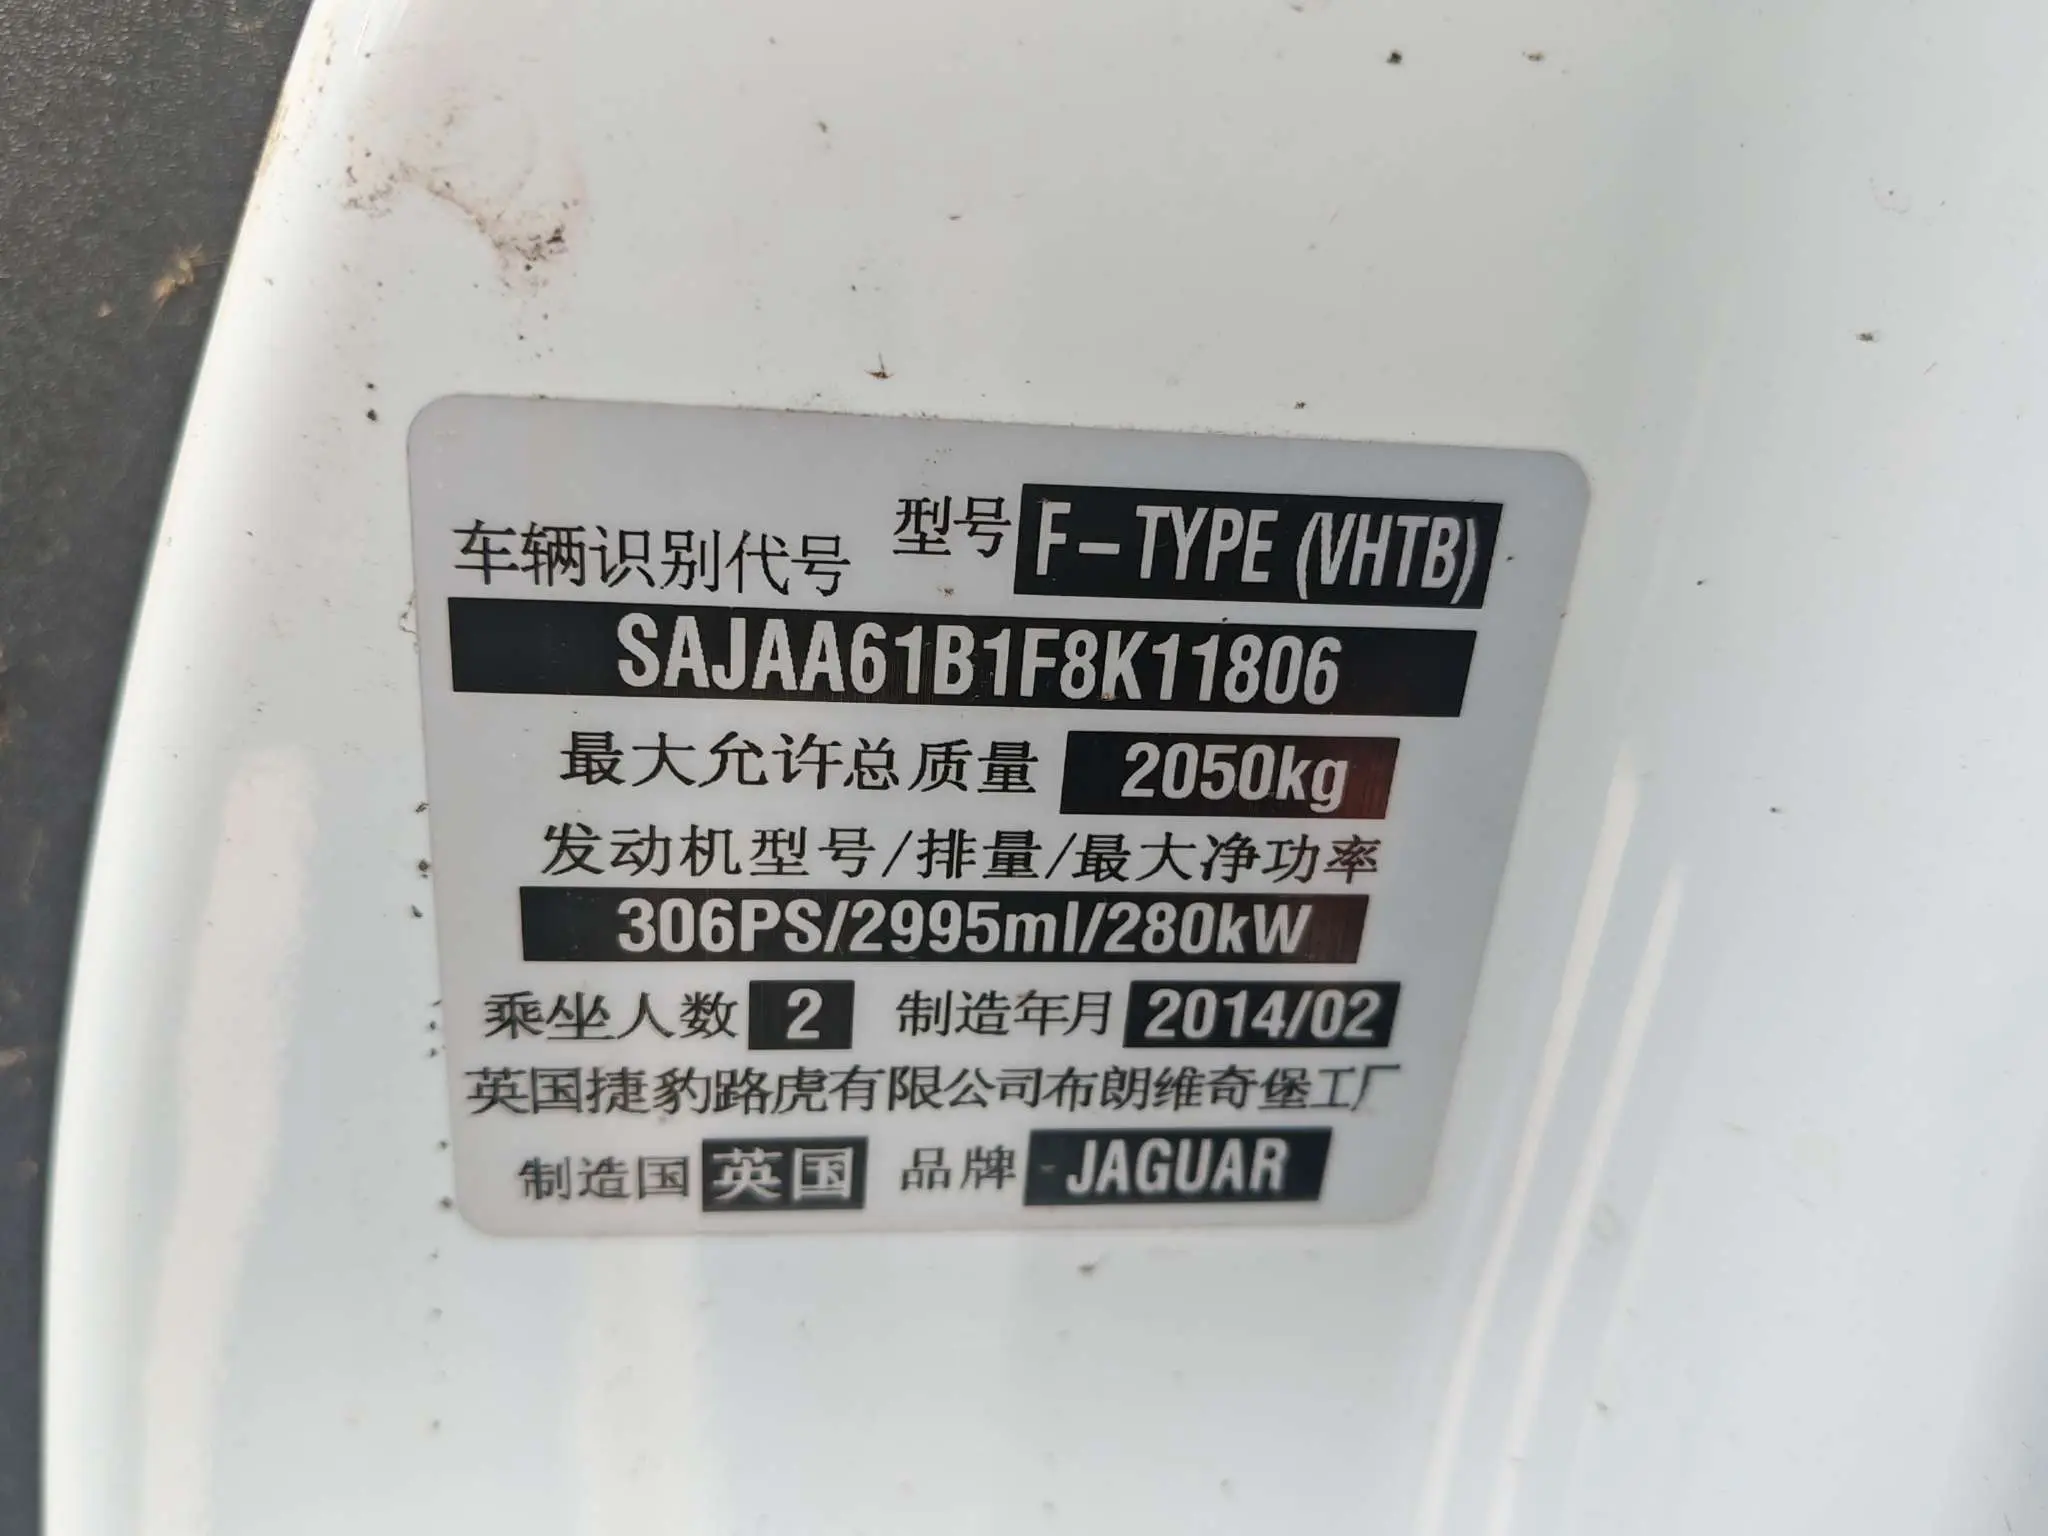 型号 F-TYPE (VHTB)
车辆识别代号
SAJAA61B1F8K11806
最大允许总质量 2050kg
发动机型号/排量/最大净功率
306PS/2995ml/280kW
乘坐人数 2 制造年月 2014/02
英国捷豹路虎有限公司布朗维奇堡工厂
制造国 英国 品牌 JAGUAR